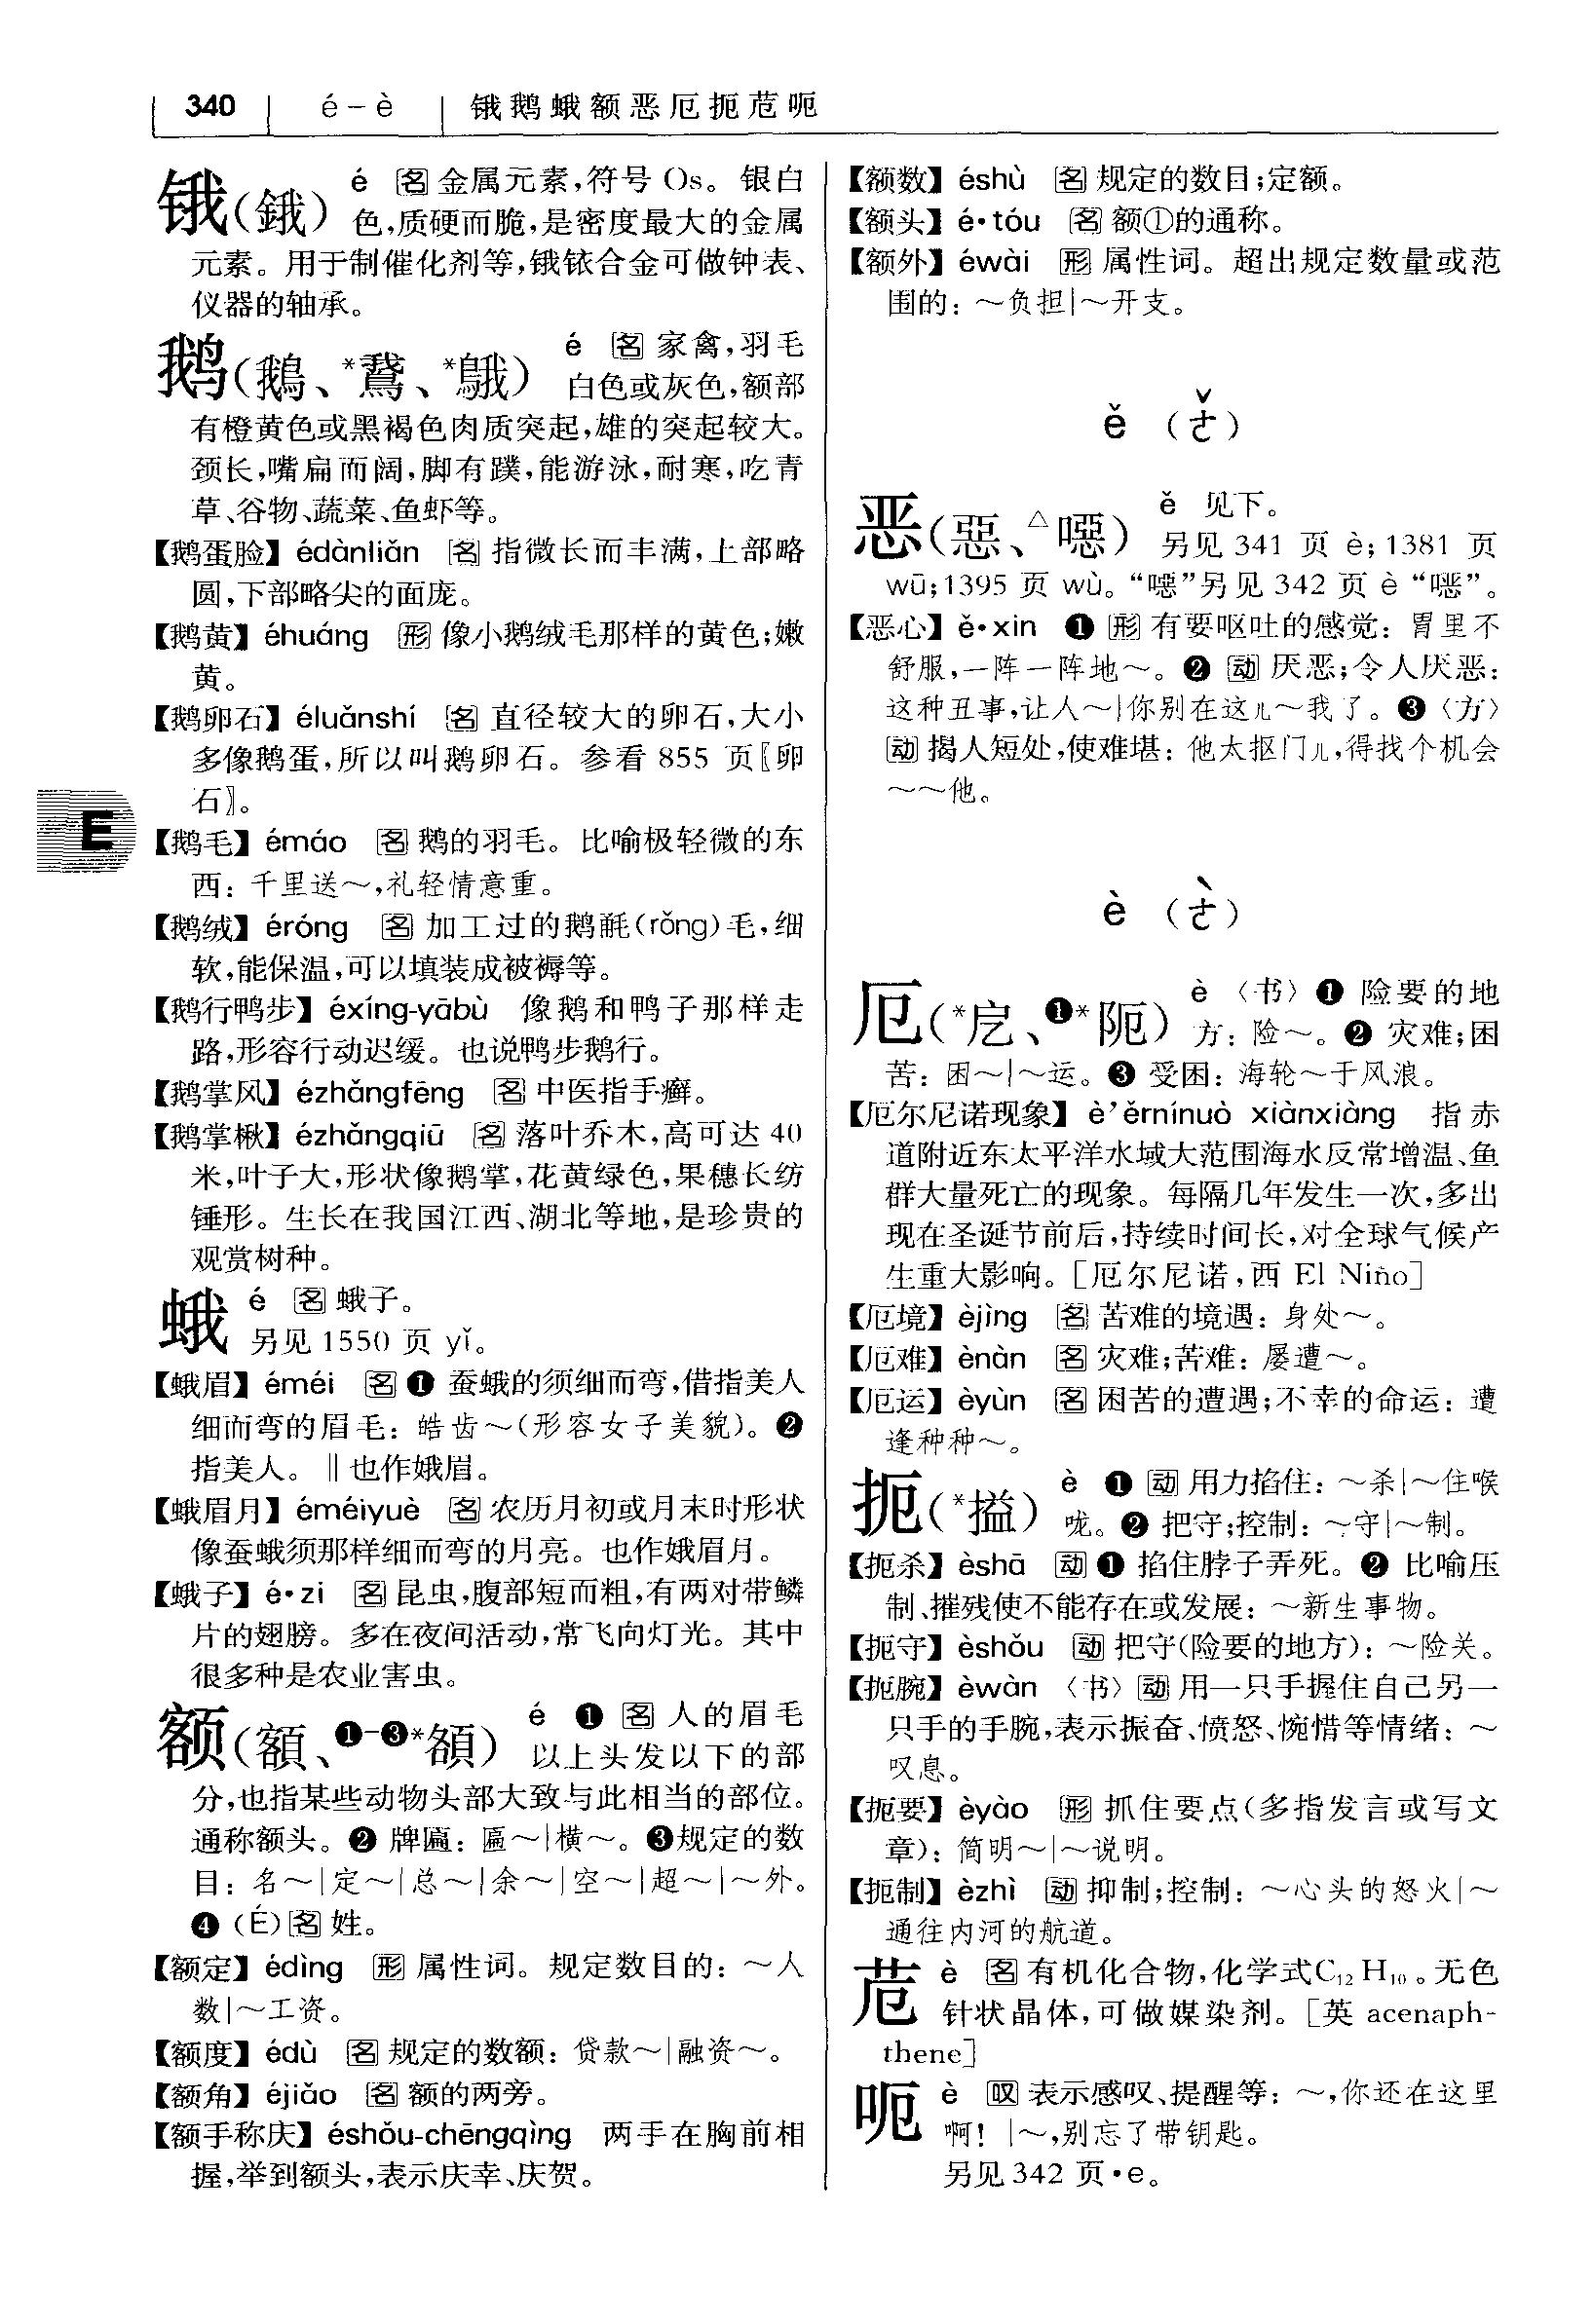 340 é－è 锇鹅蛾额恶厄扼苊呃
锇(鋨) é 名 金属元素,符号 Os。银白
色,质硬而脆,是密度最大的金属
元素。用于制催化剂等,锇铱合金可做钟表、
仪器的轴承。
鹅(鵝、*鵞、*䳘) é 名 家禽,羽毛
白色或灰色,额部
有橙黄色或黑褐色肉质突起,雄的突起较大。
颈长,嘴扁而阔,脚有蹼,能游泳,耐寒,吃青
草、谷物、蔬菜、鱼虾等。
【鹅蛋脸】édànliǎn 名 指微长而丰满,上部略
圆,下部略尖的面庞。
【鹅黄】éhuáng 形 像小鹅绒毛那样的黄色;嫩
黄。
【鹅卵石】éluǎnshí 名 直径较大的卵石,大小
多像鹅蛋,所以叫鹅卵石。参看 855 页〖卵
石〗。
E
【鹅毛】émáo 名 鹅的羽毛。比喻极轻微的东
西：千里送～,礼轻情意重。
【鹅绒】éróng 名 加工过的鹅毧(rǒng)毛,细
软,能保温,可以填装成被褥等。
【鹅行鸭步】éxíng-yābù 像鹅和鸭子那样走
路,形容行动迟缓。也说鸭步鹅行。
【鹅掌风】ézhǎngfēng 名 中医指手癣。
【鹅掌楸】ézhǎngqiū 名 落叶乔木,高可达 40
米,叶子大,形状像鹅掌,花黄绿色,果穗长纺
锤形。生长在我国江西、湖北等地,是珍贵的
观赏树种。
蛾 é 名 蛾子。
另见 1550 页 yǐ。
【蛾眉】éméi 名 ❶ 蚕蛾的须细而弯,借指美人
细而弯的眉毛：皓齿～(形容女子美貌)。❷
指美人。‖也作娥眉。
【蛾眉月】éméiyuè 名 农历月初或月末时形状
像蚕蛾须那样细而弯的月亮。也作娥眉月。
【蛾子】é•zi 名 昆虫,腹部短而粗,有两对带鳞
片的翅膀。多在夜间活动,常飞向灯光。其中
很多种是农业害虫。
额(額、❶-❸*頟) é ❶ 名 人的眉毛
以上头发以下的部
分,也指某些动物头部大致与此相当的部位。
通称额头。❷ 牌匾：匾～|横～。❸规定的数
目：名～|定～|总～|余～|空～|超～|～外。
❹ (É)名 姓。
【额定】édìng 形 属性词。规定数目的：～人
数|～工资。
【额度】édù 名 规定的数额：贷款～|融资～。
【额角】éjiǎo 名 额的两旁。
【额手称庆】éshǒu-chēngqìng 两手在胸前相
握,举到额头,表示庆幸、庆贺。
【额数】éshù 名 规定的数目;定额。
【额头】é•tóu 名 额①的通称。
【额外】éwài 形 属性词。超出规定数量或范
围的：～负担|～开支。
ě (ㄜˇ)
恶(惡、△噁) ě 见下。
另见 341 页 è; 1381 页
wū; 1395 页 wù。“噁”另见 342 页 è “噁”。
【恶心】ě•xin ❶ 形 有要呕吐的感觉：胃里不
舒服,一阵一阵地～。❷ 动 厌恶;令人厌恶：
这种丑事,让人～|你别在这儿～我了。❸〈方〉
动 揭人短处,使难堪：他太抠门儿,得找个机会
～～他。
è (ㄜˋ)
厄(*戹、❶*阨) è 〈书〉❶ 险要的地
方：险～。❷ 灾难;困
苦：困～|～运。❸ 受困：海轮～于风浪。
【厄尔尼诺现象】è’ěrnínuò xiànxiàng 指赤
道附近东太平洋水域大范围海水反常增温、鱼
群大量死亡的现象。每隔几年发生一次,多出
现在圣诞节前后,持续时间长,对全球气候产
生重大影响。[厄尔尼诺,西 El Niño]
【厄境】èjìng 名 苦难的境遇：身处～。
【厄难】ènàn 名 灾难;苦难：屡遭～。
【厄运】èyùn 名 困苦的遭遇;不幸的命运：遭
逢种种～。
扼(*搤) è ❶ 动 用力掐住：～杀|～住喉
咙。❷ 把守;控制：～守|～制。
【扼杀】èshā 动 ❶ 掐住脖子弄死。❷ 比喻压
制、摧残使不能存在或发展：～新生事物。
【扼守】èshǒu 动 把守(险要的地方)：～险关。
【扼腕】èwàn 〈书〉动 用一只手握住自己另一
只手的手腕,表示振奋、愤怒、惋惜等情绪：～
叹息。
【扼要】èyào 形 抓住要点(多指发言或写文
章)：简明～|～说明。
【扼制】èzhì 动 抑制;控制：～心头的怒火|～
通往内河的航道。
苊 è 名 有机化合物,化学式C₁₂H₁₀。无色
针状晶体,可做媒染剂。[英 acenaph-
thene]
呃 è 叹 表示感叹、提醒等：～,你还在这里
啊！|～,别忘了带钥匙。
另见 342 页•e。